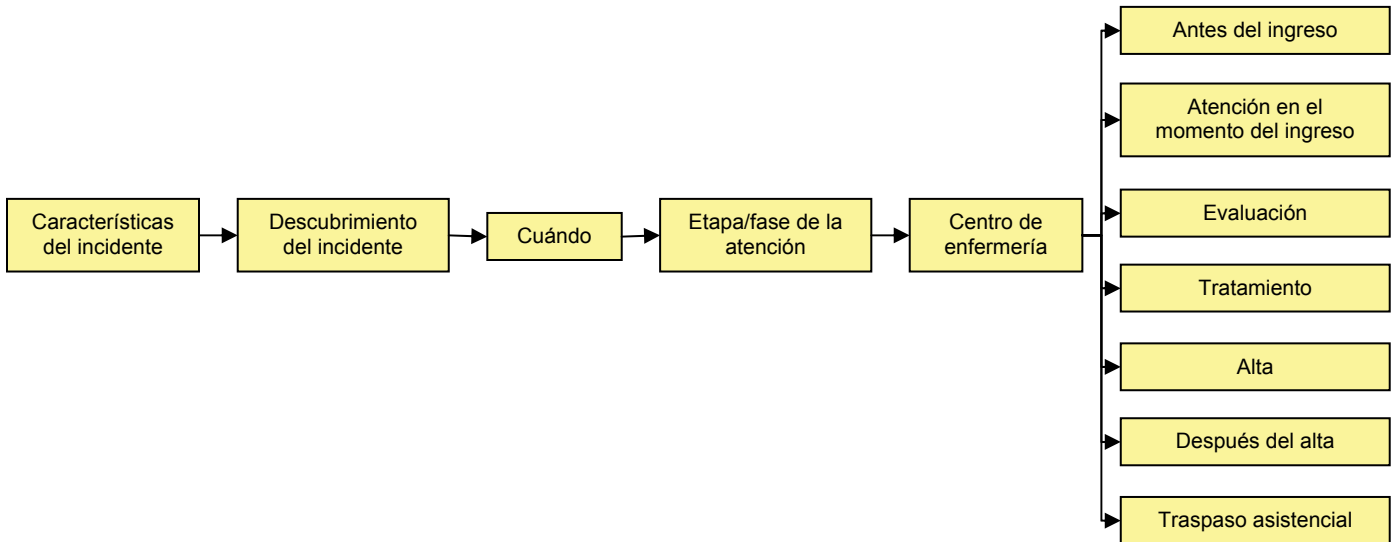 Antes del ingreso
Atención en el
momento del ingreso
Características
del incidente
Descubrimiento
del incidente
Cuándo
Etapa/fase de la
atención
Centro de
enfermería
Evaluación
Tratamiento
Alta
Después del alta
Traspaso asistencial